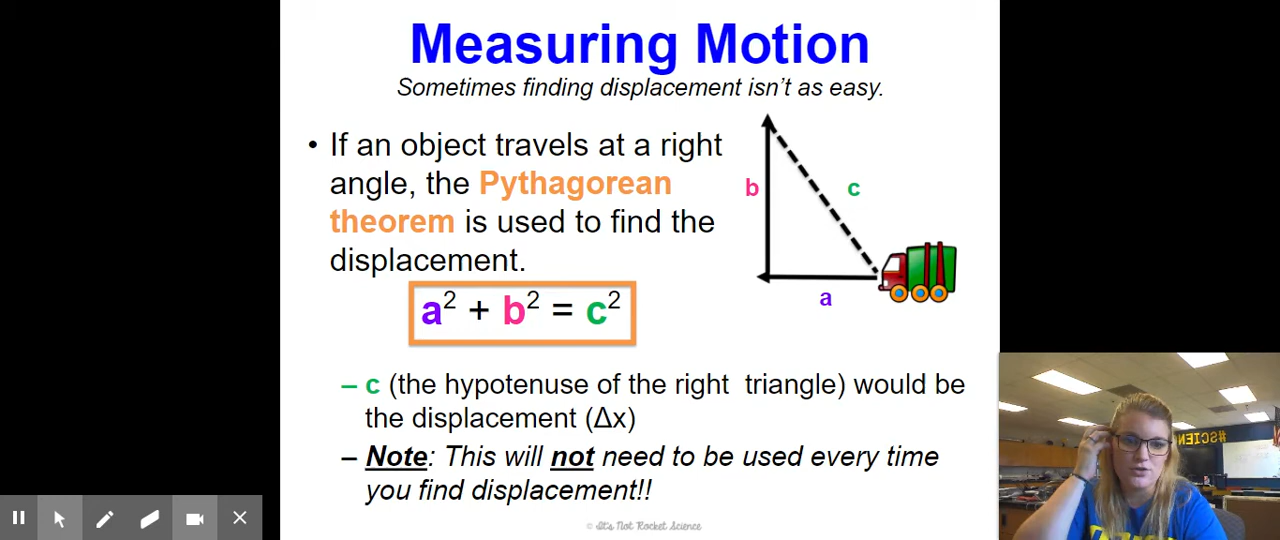 Measuring Motion
Sometimes finding displacement isn't as easy.
• If an object travels at a right
angle, the Pythagorean
theorem is used to find the
displacement.
a² + b² = c²
b
c
a
– c (the hypotenuse of the right triangle) would be
the displacement (Δx)
– Note: This will not need to be used every time
you find displacement!!
© It's Not Rocket Science
#SCIEN